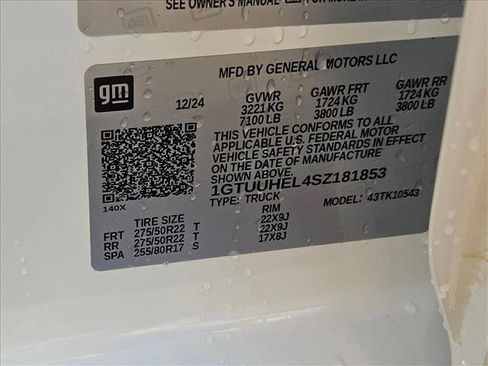 SEE OWNER'S MANUAL
FOR MORE
MFD BY GENERAL MOTORS LLC
gm
12/24
GVWR GAWR FRT GAWR RR
3221 KG 1724 KG 1724 KG
7100 LB 3800 LB 3800 LB
THIS VEHICLE CONFORMS TO ALL
APPLICABLE U.S. FEDERAL MOTOR
VEHICLE SAFETY STANDARDS IN
EFFECT ON THE DATE OF MANUFACTURE
SHOWN ABOVE.
1GTUUHEL4SZ181853
TYPE: TRUCK MODEL: 43TK10543
140X
TIRE SIZE RIM
FRT 275/50R22 T 22X9J
RR 275/50R22 T 22X9J
SPA 255/80R17 S 17X8J